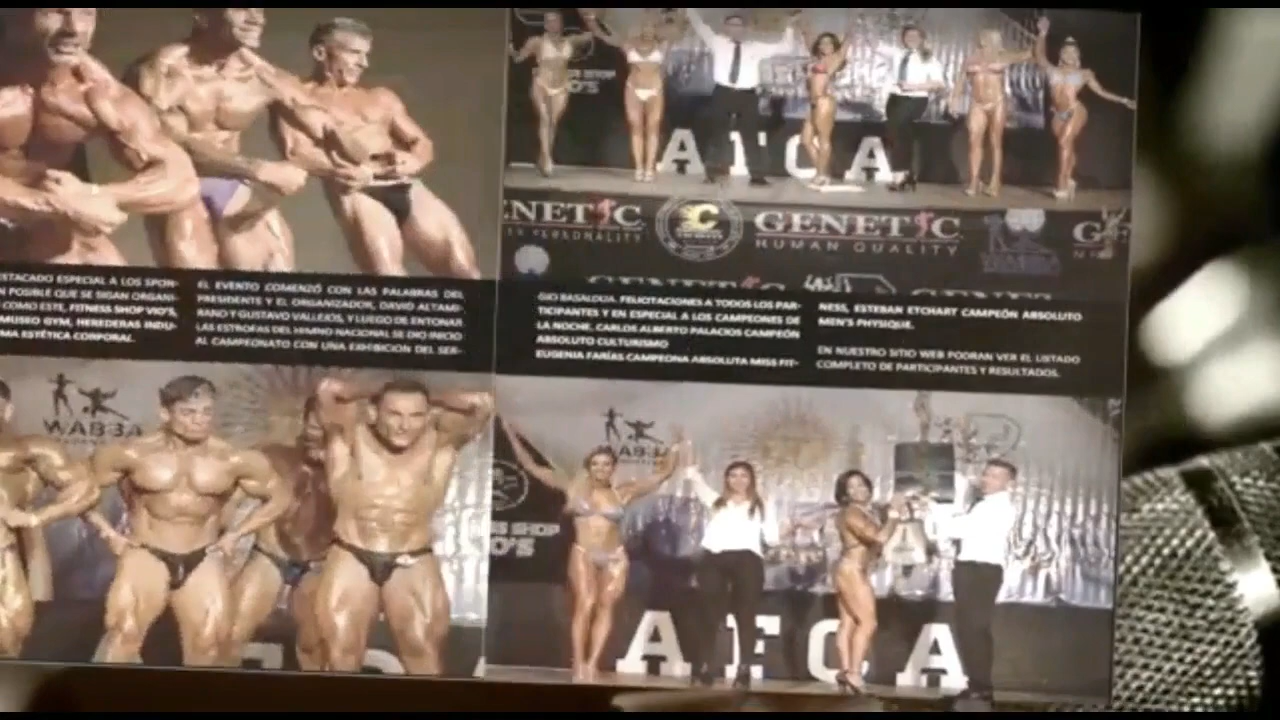 AFCA
GENETIC
HUMAN QUALITY
ESTACADO ESPECIAL A LOS SPON-
N POSIBLE QUE SE SIGAN ORGANI-
COMO ESTE, FITNESS SHOP VIO'S,
MUSEO GYM, HEREDERAS INDU-
MIA ESTÉTICA CORPORAL.
EL EVENTO COMENZÓ CON LAS PALABRAS DEL
PRESIDENTE Y EL ORGANIZADOR, DAVID ALTAMI-
RANO Y GUSTAVO VALLEJOS, Y LUEGO DE ENTONAR
LAS ESTROFAS DEL HIMNO NACIONAL SE DIO INICIO
AL CAMPEONATO CON UNA EXHIBICIÓN DEL SER-
GIO BASALDUA. FELICITACIONES A TODOS LOS PAR-
TICIPANTES Y EN ESPECIAL A LOS CAMPEONES DE
LA NOCHE, CARLOS ALBERTO PALACIOS CAMPEÓN
ABSOLUTO CULTURISMO
EUGENIA FARÍAS CAMPEONA ABSOLUTA MISS FIT-
NESS, ESTEBAN ETCHART CAMPEÓN ABSOLUTO
MEN'S PHYSIQUE.
EN NUESTRO SITIO WEB PODRAN VER EL LISTADO
COMPLETO DE PARTICIPANTES Y RESULTADOS.
WABBA
WABBA
SHOP
AFCA